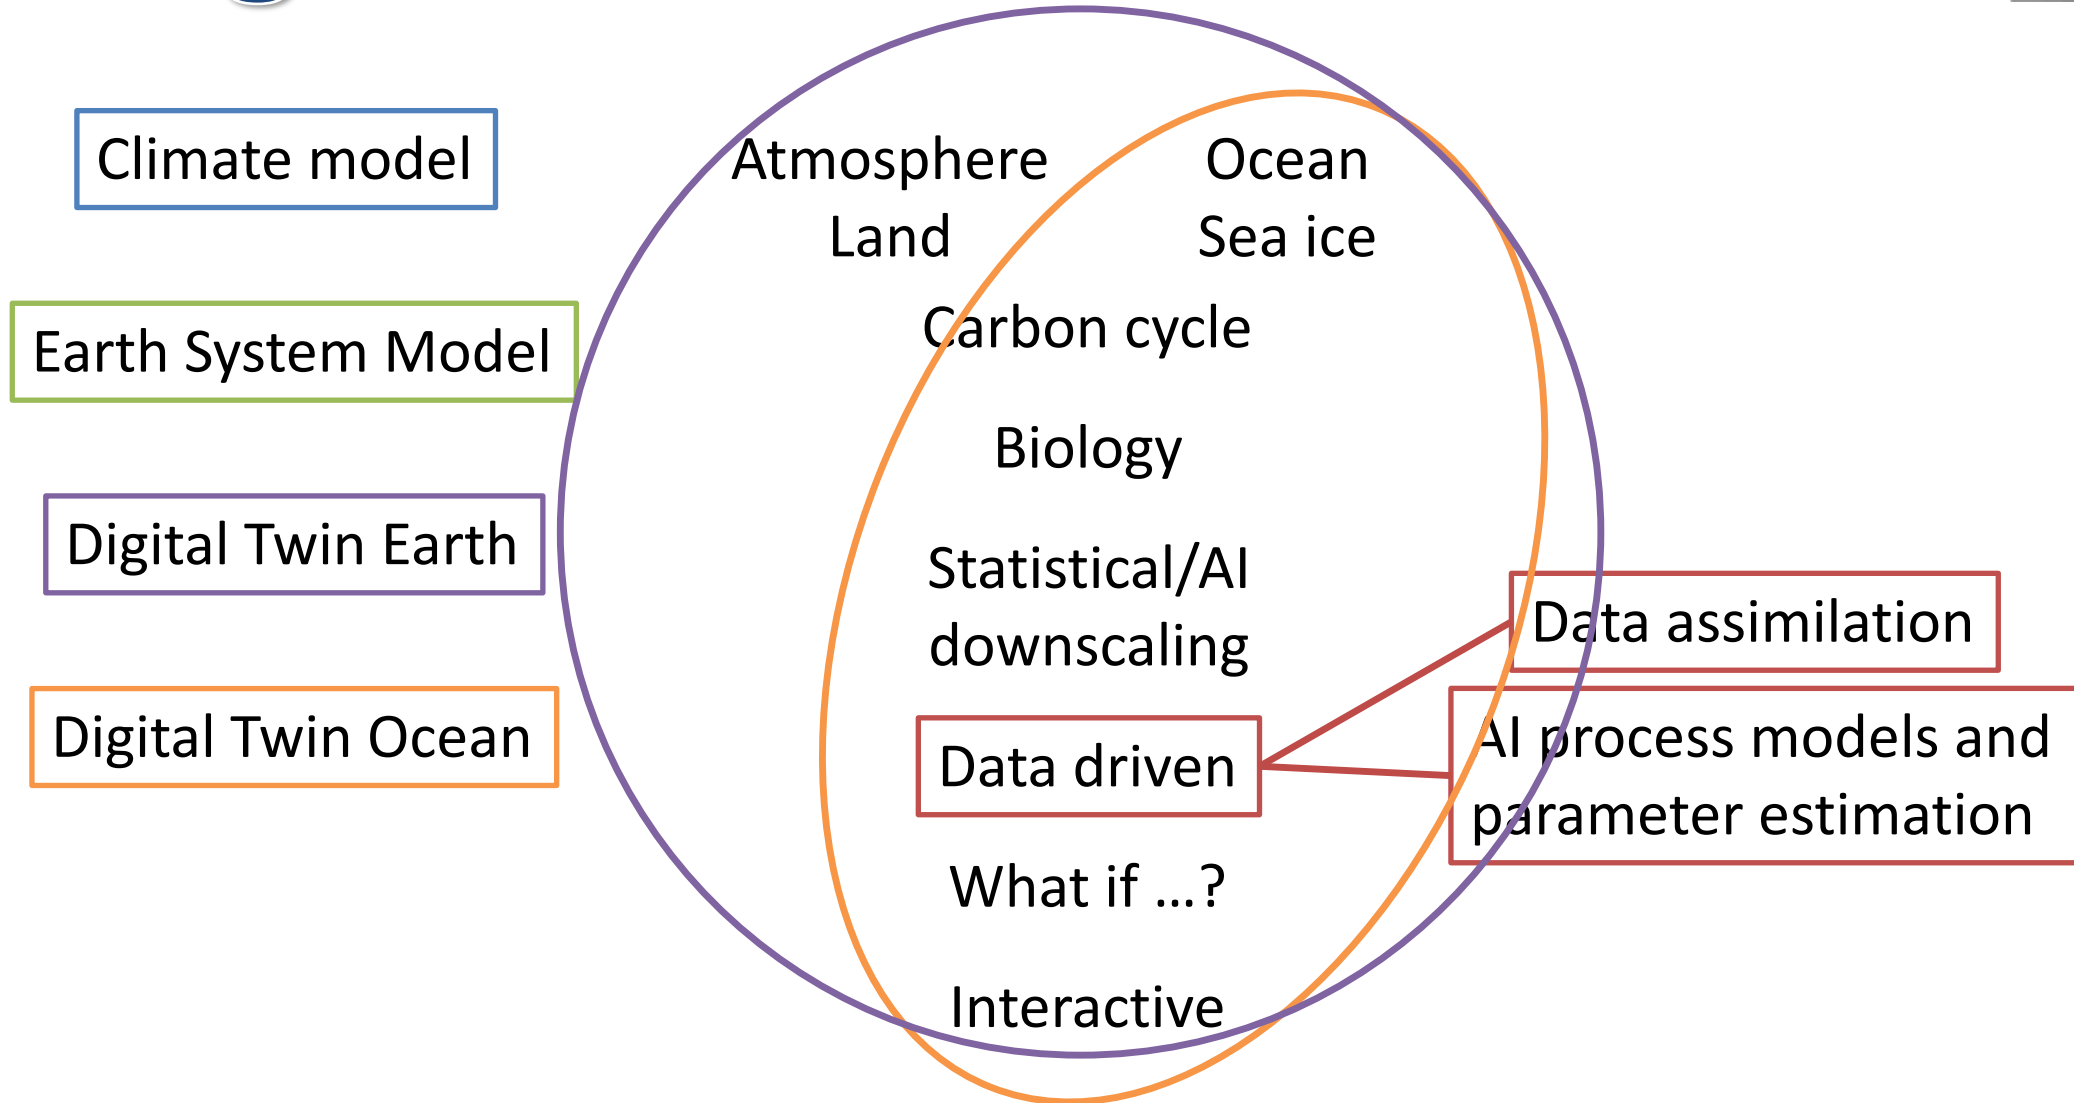 Climate model
Earth System Model
Digital Twin Earth
Digital Twin Ocean
Atmosphere
Land
Ocean
Sea ice
Carbon cycle
Biology
Statistical/AI
downscaling
Data driven
What if ...?
Interactive
Data assimilation
AI process models and
parameter estimation